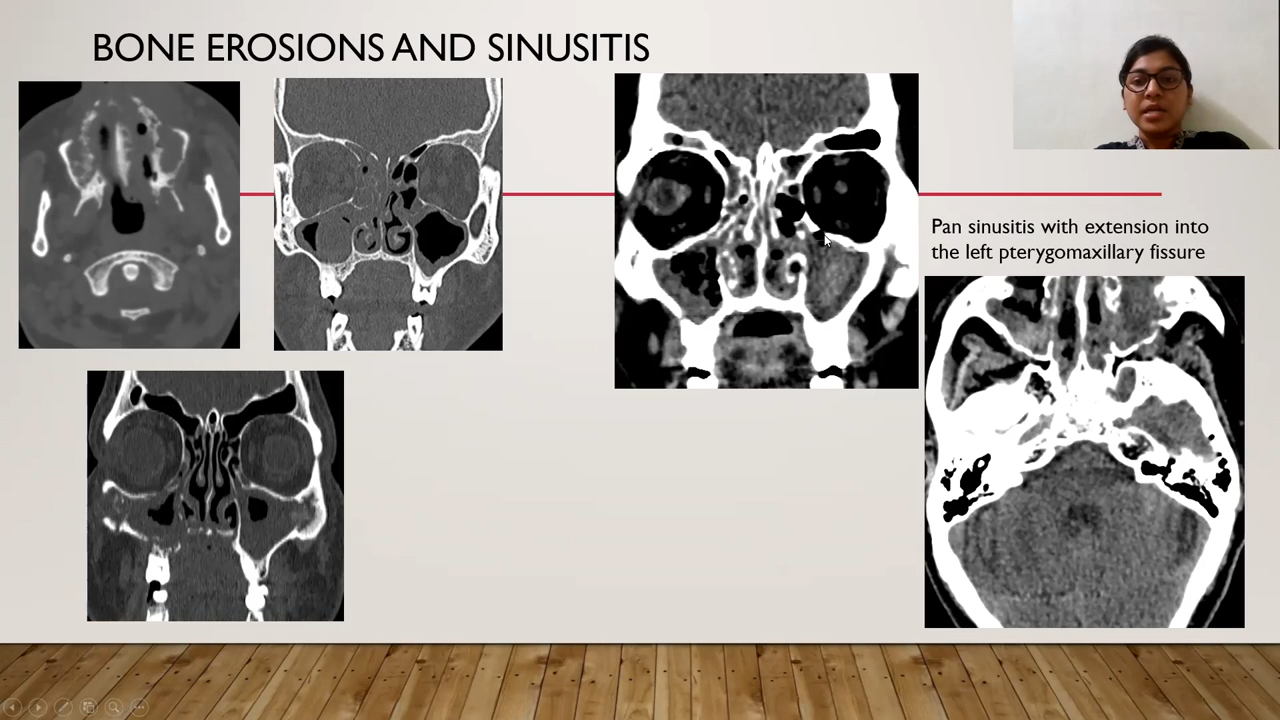 BONE EROSIONS AND SINUSITIS
Pan sinusitis with extension into
the left pterygomaxillary fissure